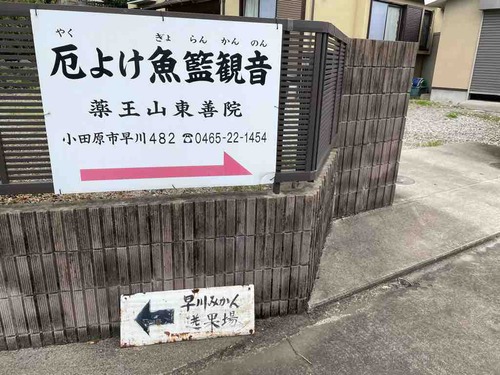 やく ぎょ らん かん のん
厄よけ魚籃観音
薬王山東善院
小田原市早川482 ☎0465-22-1454
早川みかん
選果場